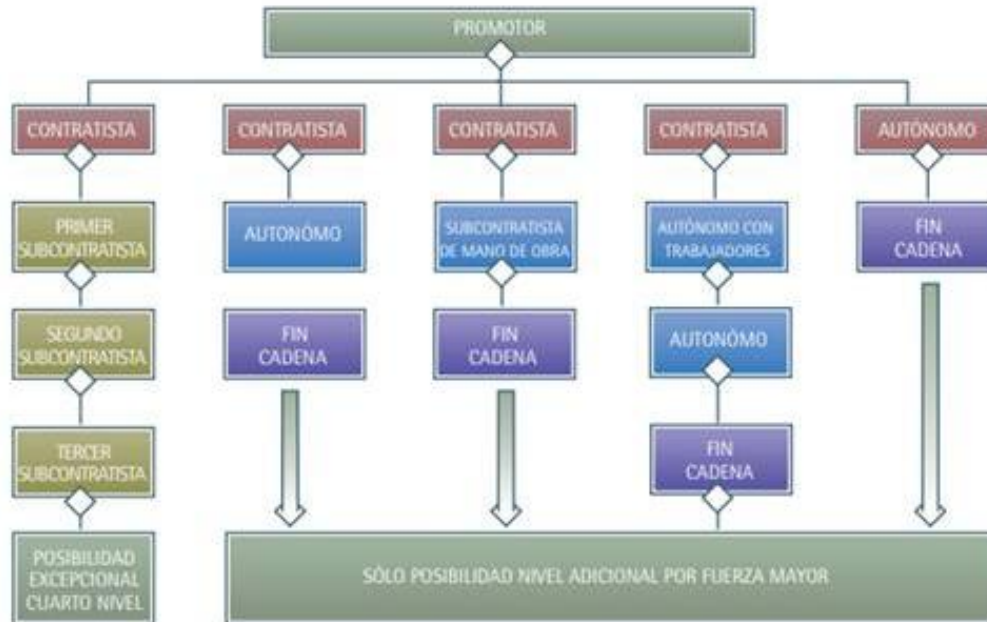 PROMOTOR
CONTRATISTA
CONTRATISTA
CONTRATISTA
CONTRATISTA
AUTÓNOMO
PRIMER
SUBCONTRATISTA
AUTONÓMO
SUBCONTRATISTA
DE MANO DE OBRA
AUTÓNOMO CON
TRABAJADORES
FIN
CADENA
SEGUNDO
SUBCONTRATISTA
FIN
CADENA
FIN
CADENA
AUTONÓMO
TERCER
SUBCONTRATISTA
FIN
CADENA
POSIBILIDAD
EXCEPCIONAL
CUARTO NIVEL
SÓLO POSIBILIDAD NIVEL ADICIONAL POR FUERZA MAYOR